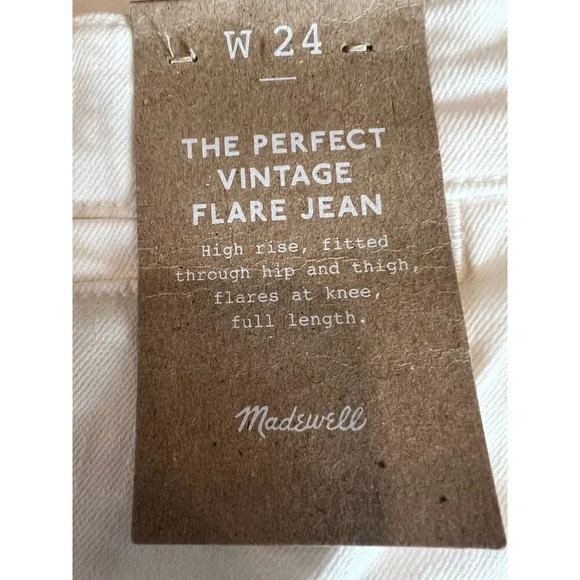 W 24
THE PERFECT
VINTAGE
FLARE JEAN
High rise, fitted
through hip and thigh,
flares at knee,
full length.
Madewell